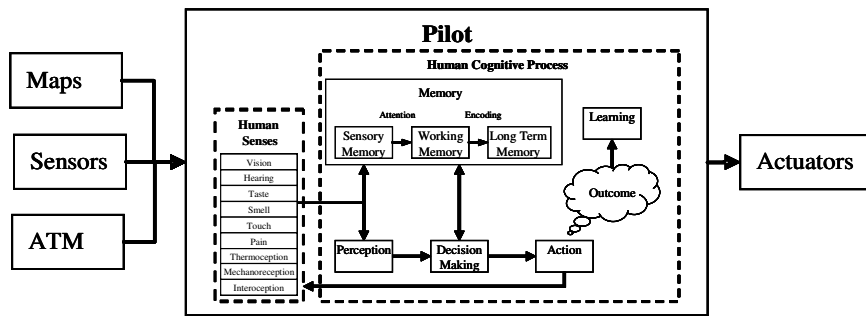 Pilot
Maps
Sensors
ATM
Human
Senses
Vision
Hearing
Taste
Smell
Touch
Pain
Thermoception
Mechanoreception
Interoception
Human Cognitive Process
Memory
Attention
Encoding
Sensory
Memory
Working
Memory
Long Term
Memory
Learning
Outcome
Perception
Decision
Making
Action
Actuators